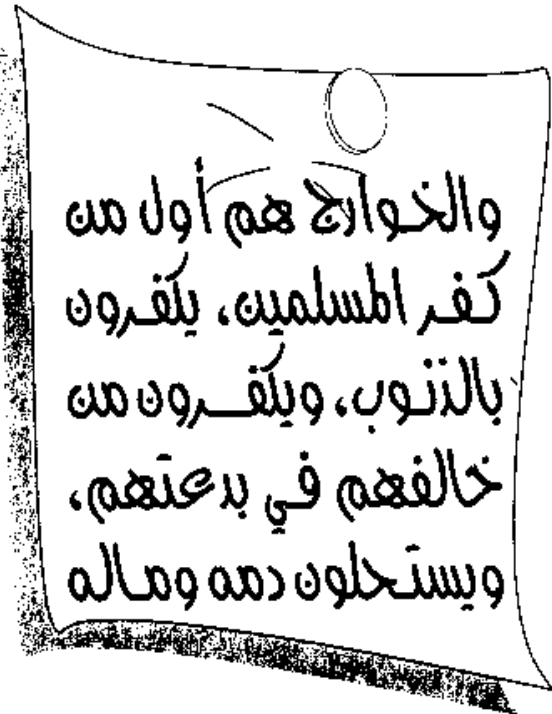 والخوارج هم أول من
كفر المسلمين، يكفرون
بالذنوب، ويكفرون من
خالفهم في بدعتهم،
ويستحلون دمه وماله